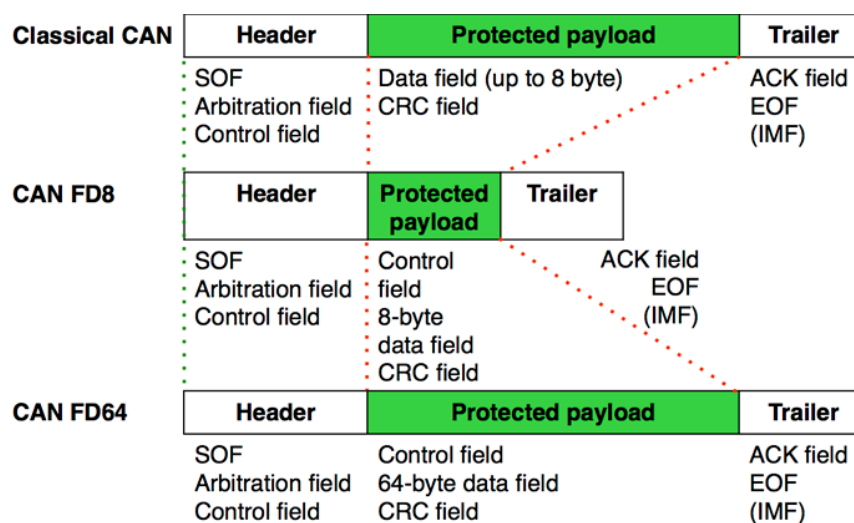 Classical CAN Header Protected payload Trailer
SOF Data field (up to 8 byte) ACK field
Arbitration field CRC field EOF
Control field (IMF)
CAN FD8 Header Protected payload Trailer
SOF Control ACK field
Arbitration field field EOF
Control field 8-byte (IMF)
data field
CRC field
CAN FD64 Header Protected payload Trailer
SOF Control field ACK field
Arbitration field 64-byte data field EOF
Control field CRC field (IMF)